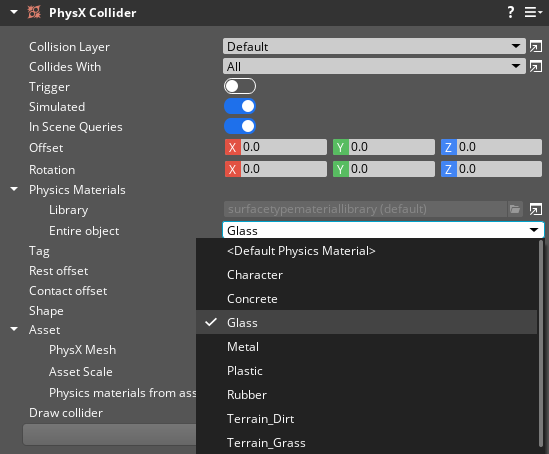 PhysX Collider ?
Collision Layer Default
Collides With All
Trigger
Simulated
In Scene Queries
Offset X 0.0 Y 0.0 Z 0.0
Rotation X 0.0 Y 0.0 Z 0.0
Physics Materials
Library surfacetypemateriallibrary (default)
Entire object Glass
<Default Physics Material>
Tag
Rest offset Character
Contact offset Concrete
Shape Glass
Asset
PhysX Mesh Metal
Asset Scale Plastic
Physics materials from ass Rubber
Draw collider Terrain_Dirt
Terrain_Grass